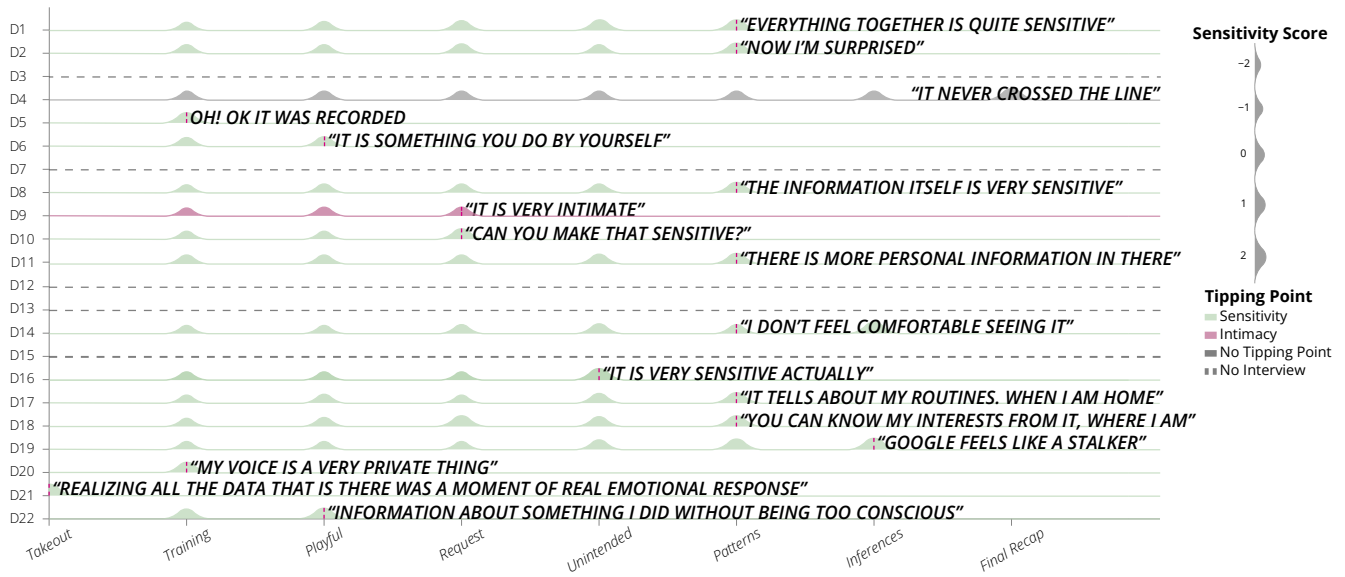 D1 “EVERYTHING TOGETHER IS QUITE SENSITIVE”
D2 “NOW I’M SURPRISED”
D3
D4 “IT NEVER CROSSED THE LINE”
D5 OH! OK IT WAS RECORDED
D6 “IT IS SOMETHING YOU DO BY YOURSELF”
D7
D8 “THE INFORMATION ITSELF IS VERY SENSITIVE”
D9 “IT IS VERY INTIMATE”
D10 “CAN YOU MAKE THAT SENSITIVE?”
D11 “THERE IS MORE PERSONAL INFORMATION IN THERE”
D12
D13
D14 “I DON’T FEEL COMFORTABLE SEEING IT”
D15
D16 “IT IS VERY SENSITIVE ACTUALLY”
D17 “IT TELLS ABOUT MY ROUTINES. WHEN I AM HOME”
D18 “YOU CAN KNOW MY INTERESTS FROM IT, WHERE I AM”
D19 “GOOGLE FEELS LIKE A STALKER”
D20 “MY VOICE IS A VERY PRIVATE THING”
D21 “REALIZING ALL THE DATA THAT IS THERE WAS A MOMENT OF REAL EMOTIONAL RESPONSE”
D22 “INFORMATION ABOUT SOMETHING I DID WITHOUT BEING TOO CONSCIOUS”
Takeout
Training
Playful
Request
Unintended
Patterns
Inferences
Final Recap
Sensitivity Score
−2
−1
0
1
2
Tipping Point
Sensitivity
Intimacy
No Tipping Point
No Interview